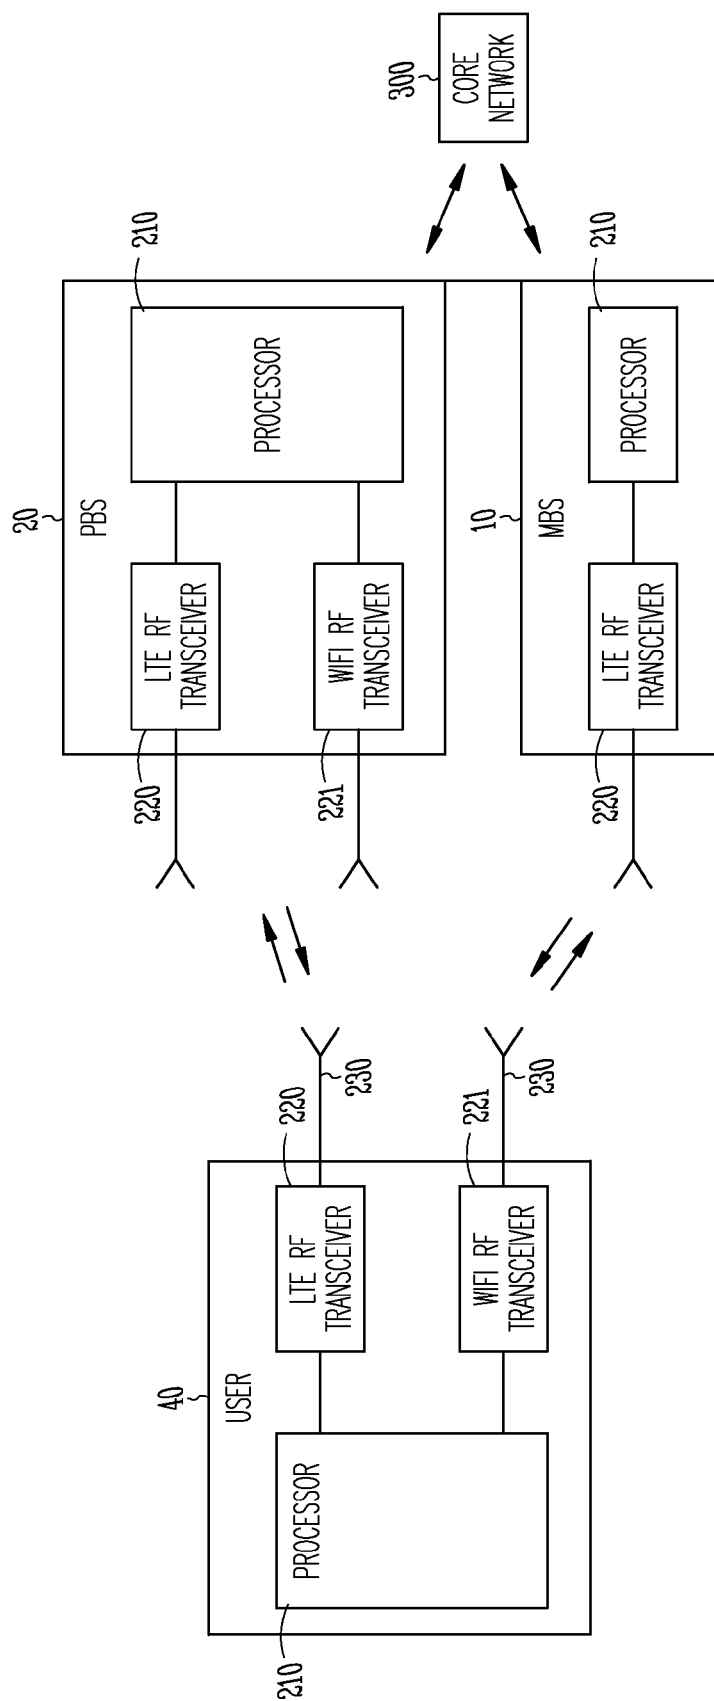 40
USER
210
PROCESSOR
220
LTE RF
TRANSCEIVER
230
221
WIFI RF
TRANSCEIVER
230
20
PBS
220
LTE RF
TRANSCEIVER
221
WIFI RF
TRANSCEIVER
210
PROCESSOR
10
MBS
220
LTE RF
TRANSCEIVER
210
PROCESSOR
300
CORE
NETWORK